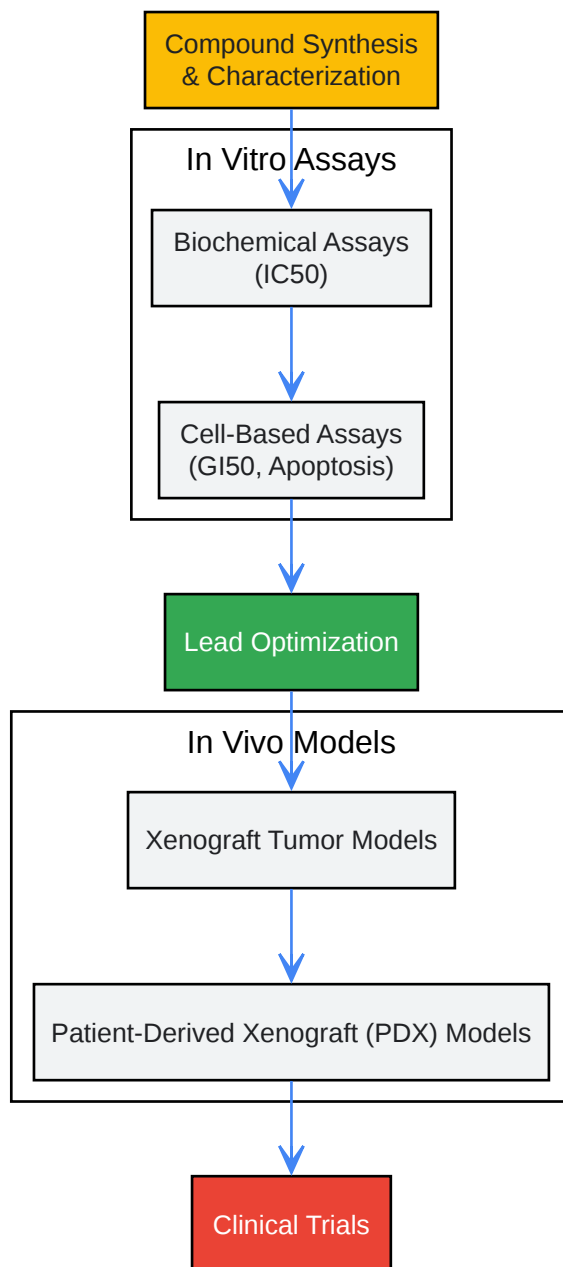 Compound Synthesis
& Characterization
In Vitro Assays
Biochemical Assays
(IC50)
Cell-Based Assays
(GI50, Apoptosis)
Lead Optimization
In Vivo Models
Xenograft Tumor Models
Patient-Derived Xenograft (PDX) Models
Clinical Trials